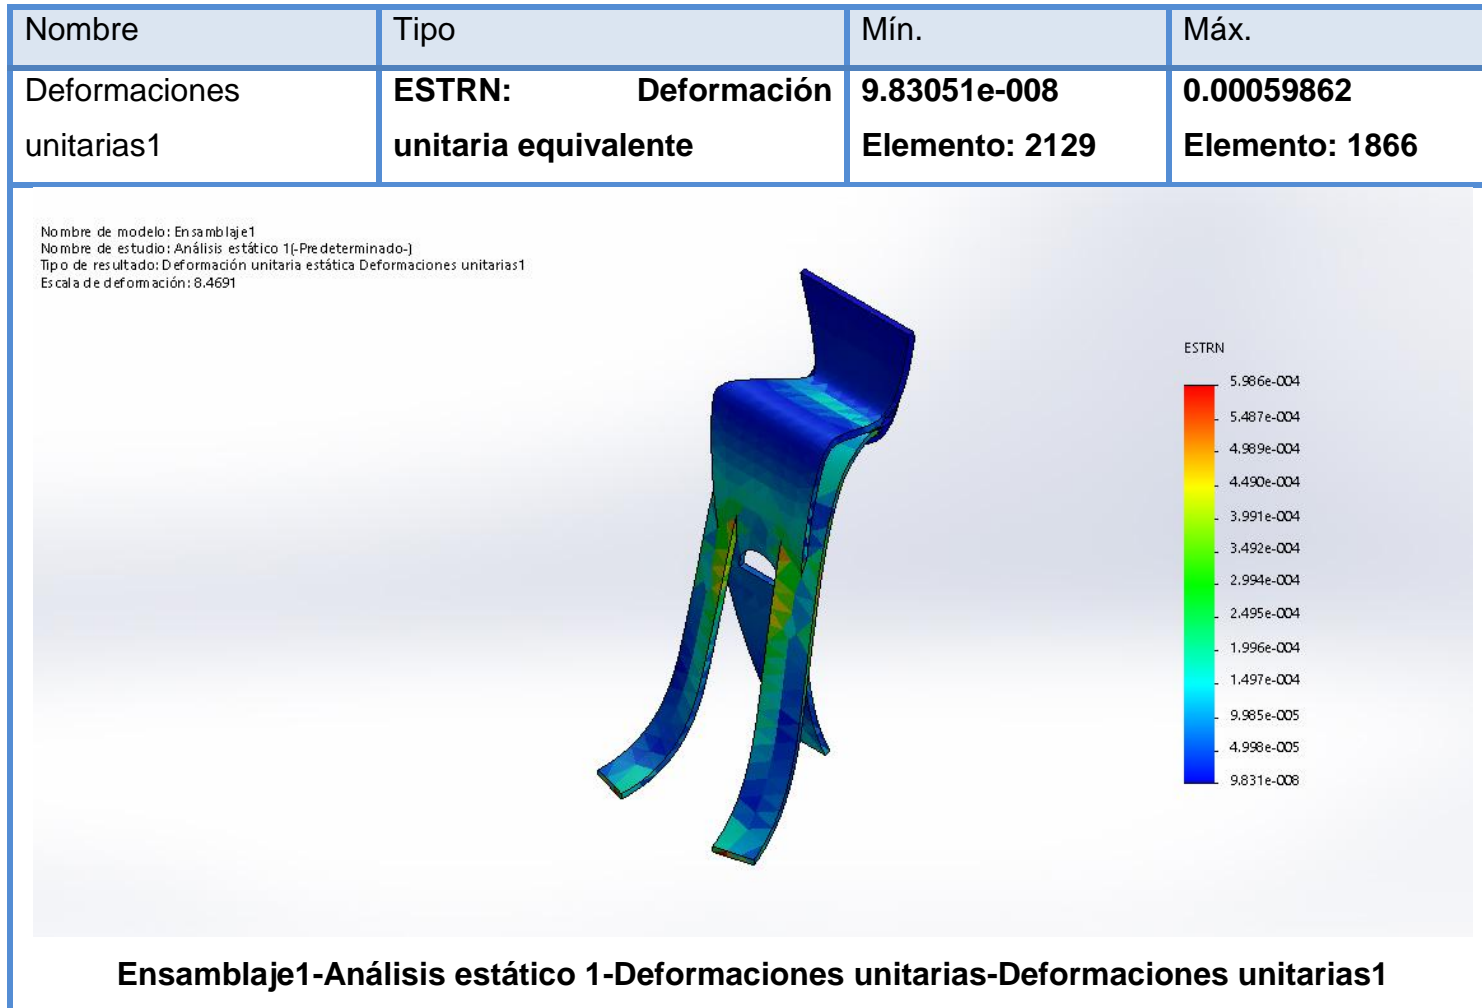 Nombre Tipo Mín. Máx.
Deformaciones ESTRN: Deformación 9.83051e-008 0.00059862
unitarias1 unitaria equivalente Elemento: 2129 Elemento: 1866
Nombre de modelo: Ensamblaje1
Nombre de estudio: Análisis estático 1(-Predeterminado-)
Tipo de resultado: Deformación unitaria estática Deformaciones unitarias1
Escala de deformación: 8.4691
ESTRN
5.986e-004
5.487e-004
4.989e-004
4.490e-004
3.991e-004
3.492e-004
2.994e-004
2.495e-004
1.996e-004
1.497e-004
9.985e-005
4.998e-005
9.831e-008
Ensamblaje1-Análisis estático 1-Deformaciones unitarias-Deformaciones unitarias1